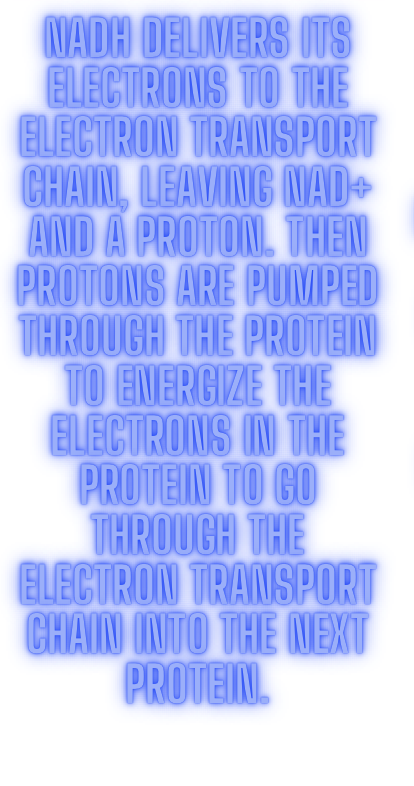 NADH DELIVERS ITS
ELECTRONS TO THE
ELECTRON TRANSPORT
CHAIN, LEAVING NAD+
AND A PROTON. THEN
PROTONS ARE PUMPED
THROUGH THE PROTEIN
TO ENERGIZE THE
ELECTRONS IN THE
PROTEIN TO GO
THROUGH THE
ELECTRON TRANSPORT
CHAIN INTO THE NEXT
PROTEIN.